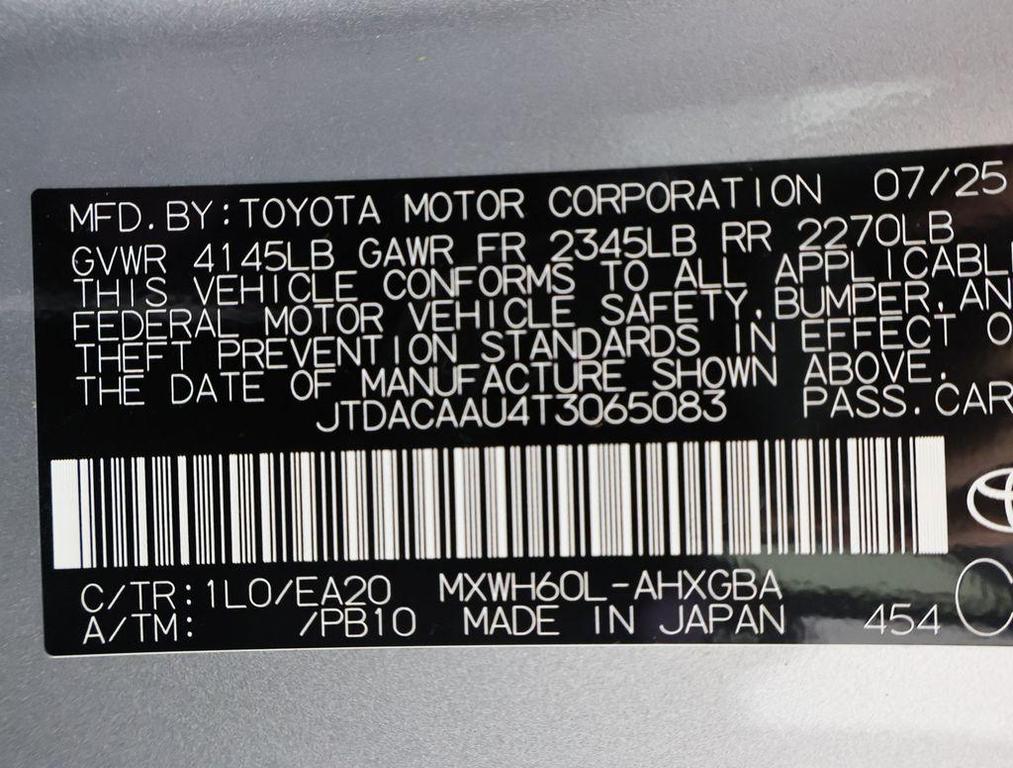 MFD. BY: TOYOTA MOTOR CORPORATION 07/25
GVWR 4145LB GAWR FR 2345LB RR 2270LB
THIS VEHICLE CONFORMS TO ALL APPLICABL
FEDERAL MOTOR VEHICLE SAFETY, BUMPER, AN
THEFT PREVENTION STANDARDS IN EFFECT O
THE DATE OF MANUFACTURE SHOWN ABOVE.
JTDACAAU4T3065083 PASS. CAR
C/TR: 1L0/EA20 MXWH60L-AHXGBA
A/TM: /PB10 MADE IN JAPAN 454 C